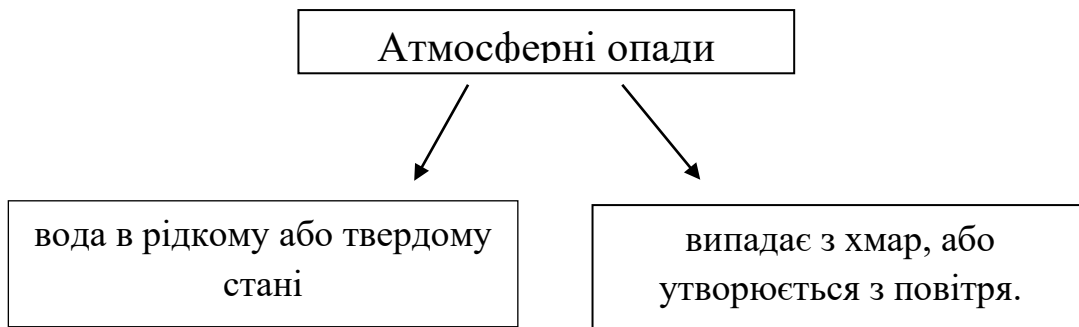 Атмосферні опади
вода в рідкому або твердому
стані
випадає з хмар, або
утворюється з повітря.